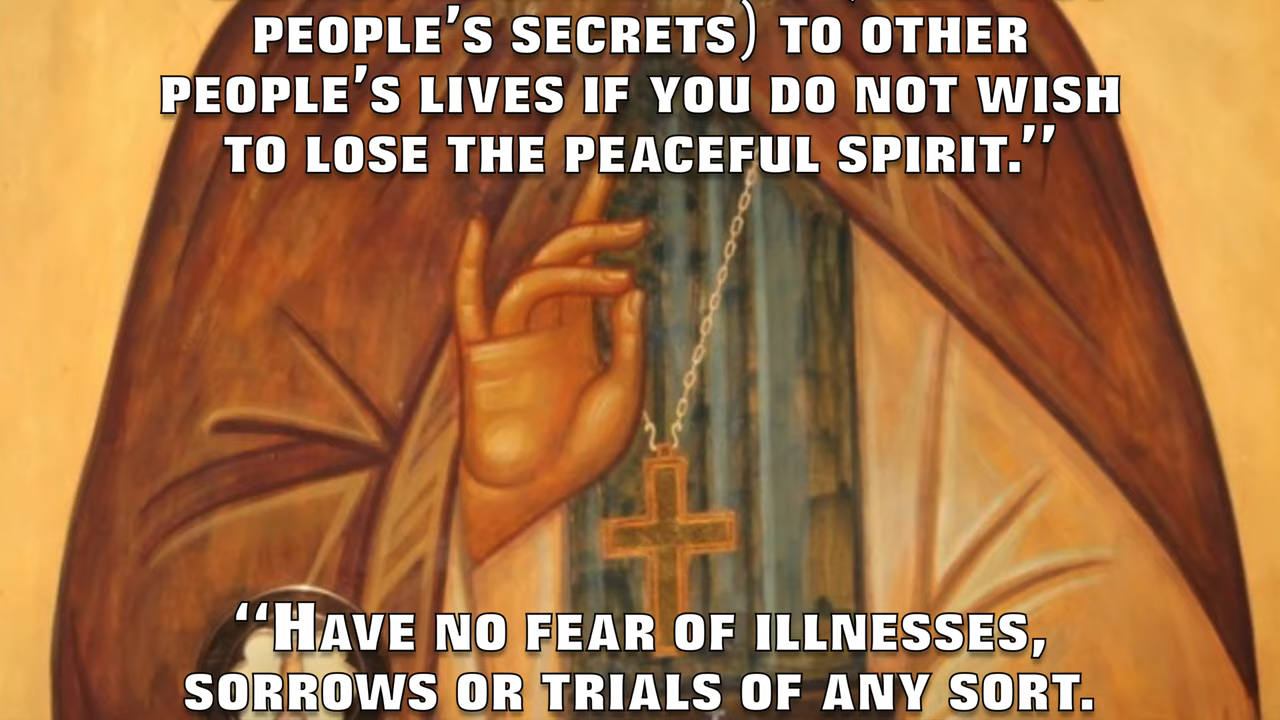 PEOPLE'S SECRETS) TO OTHER
PEOPLE'S LIVES IF YOU DO NOT WISH
TO LOSE THE PEACEFUL SPIRIT.”
“HAVE NO FEAR OF ILLNESSES,
SORROWS OR TRIALS OF ANY SORT.